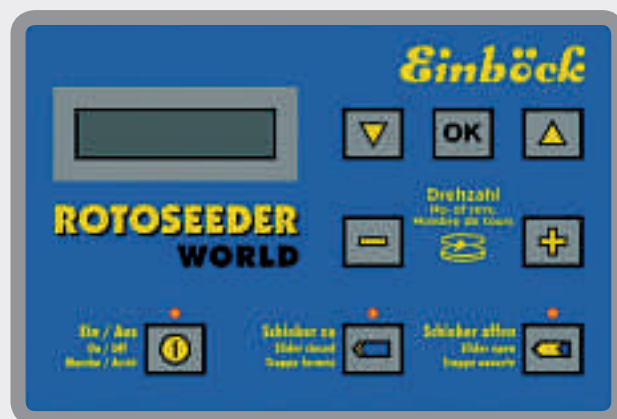 Einböck
OK
ROTOSEEDER
WORLD
Drehzahl
No. of revs.
Nombre de tours
Ein / Aus
On / Off
Marche / Arrêt
Schieber zu
Slider closed
Trappe fermée
Schieber offen
Slider open
Trappe ouverte